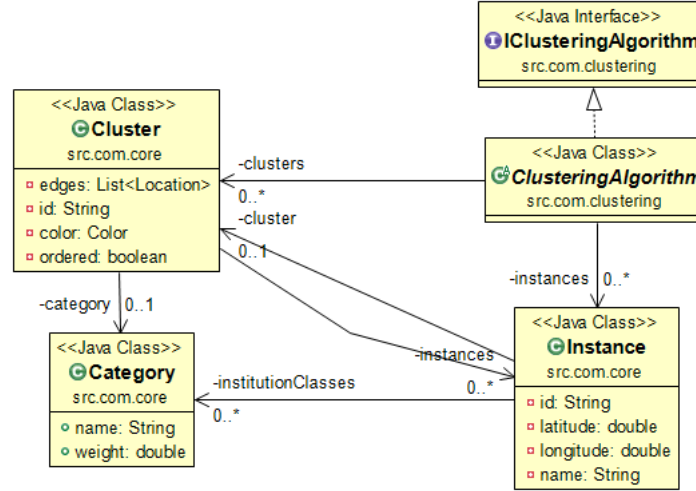 <<Java Interface>>
IClusteringAlgorithm
src.com.clustering
<<Java Class>>
Cluster
src.com.core
edges: List<Location>
id: String
color: Color
ordered: boolean
<<Java Class>>
ClusteringAlgorithm
src.com.clustering
-clusters
0..*
-cluster
0..1
-instances
0..*
-category
0..1
-instances
0..*
<<Java Class>>
Category
src.com.core
name: String
weight: double
-institutionClasses
0..*
<<Java Class>>
Instance
src.com.core
id: String
latitude: double
longitude: double
name: String